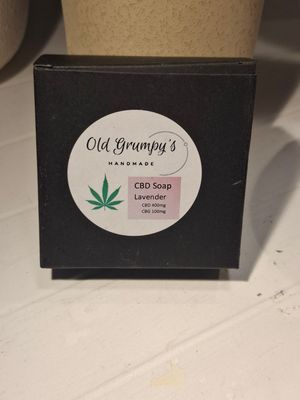 Old Grumpy's
HANDMADE
CBD Soap
Lavender
CBD 400mg
CBG 100mg